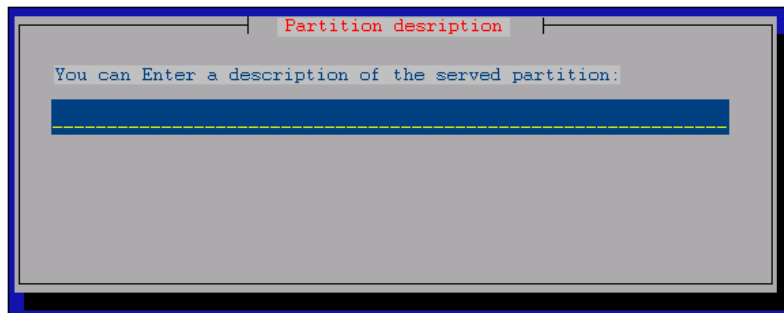 Partition desription
You can Enter a description of the served partition: